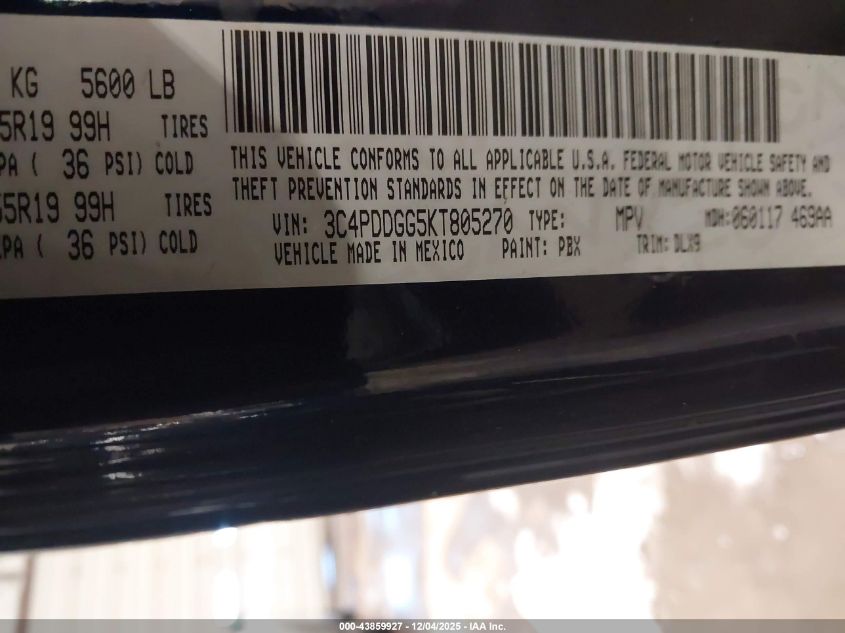 KG 5600 LB
5R19 99H TIRES
PA ( 36 PSI) COLD
55R19 99H TIRES
PA ( 36 PSI) COLD
THIS VEHICLE CONFORMS TO ALL APPLICABLE U.S.A. FEDERAL MOTOR VEHICLE SAFETY AND
THEFT PREVENTION STANDARDS IN EFFECT ON THE DATE OF MANUFACTURE SHOWN ABOVE.
VIN: 3C4PDDGG5KT805270 TYPE: MPV MDH:060117 469AA
VEHICLE MADE IN MEXICO PAINT: PBX TRIM: DLX9
000-43859927 - 12/04/2025 - IAA Inc.